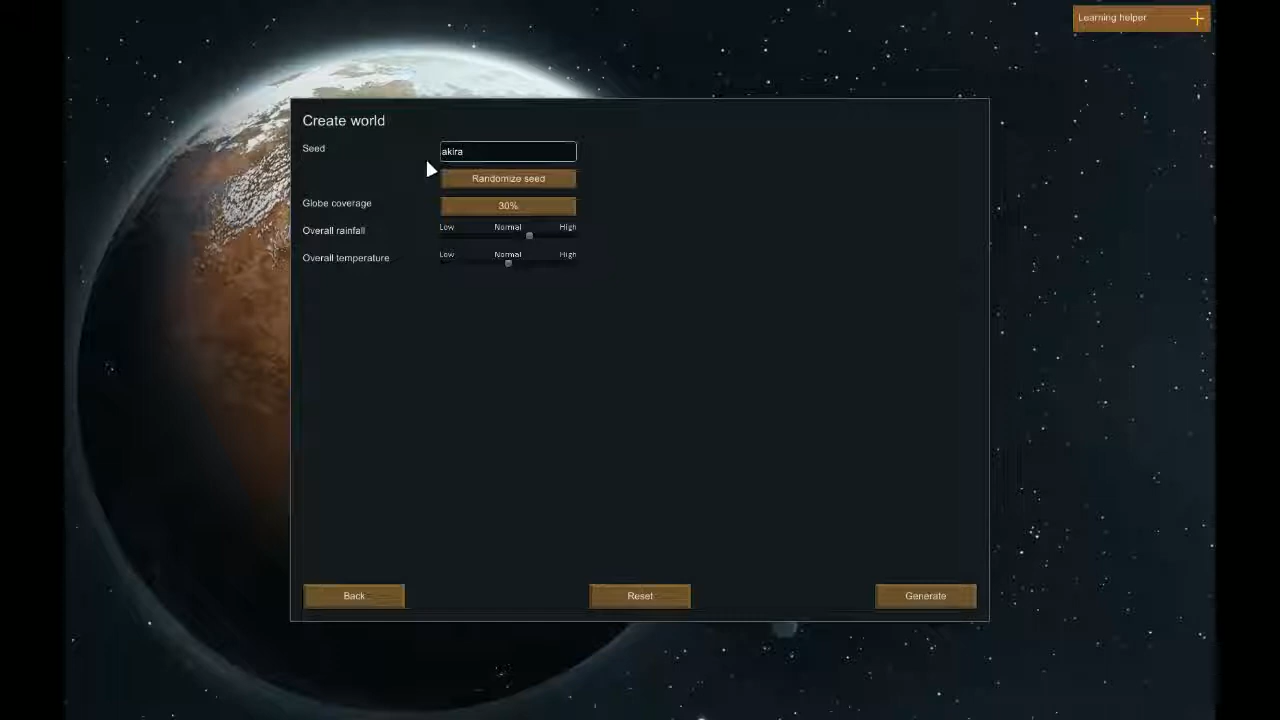 Learning helper
Create world
Seed
akira
Randomize seed
Globe coverage
30%
Overall rainfall
Low Normal High
Overall temperature
Low Normal High
Back
Reset
Generate